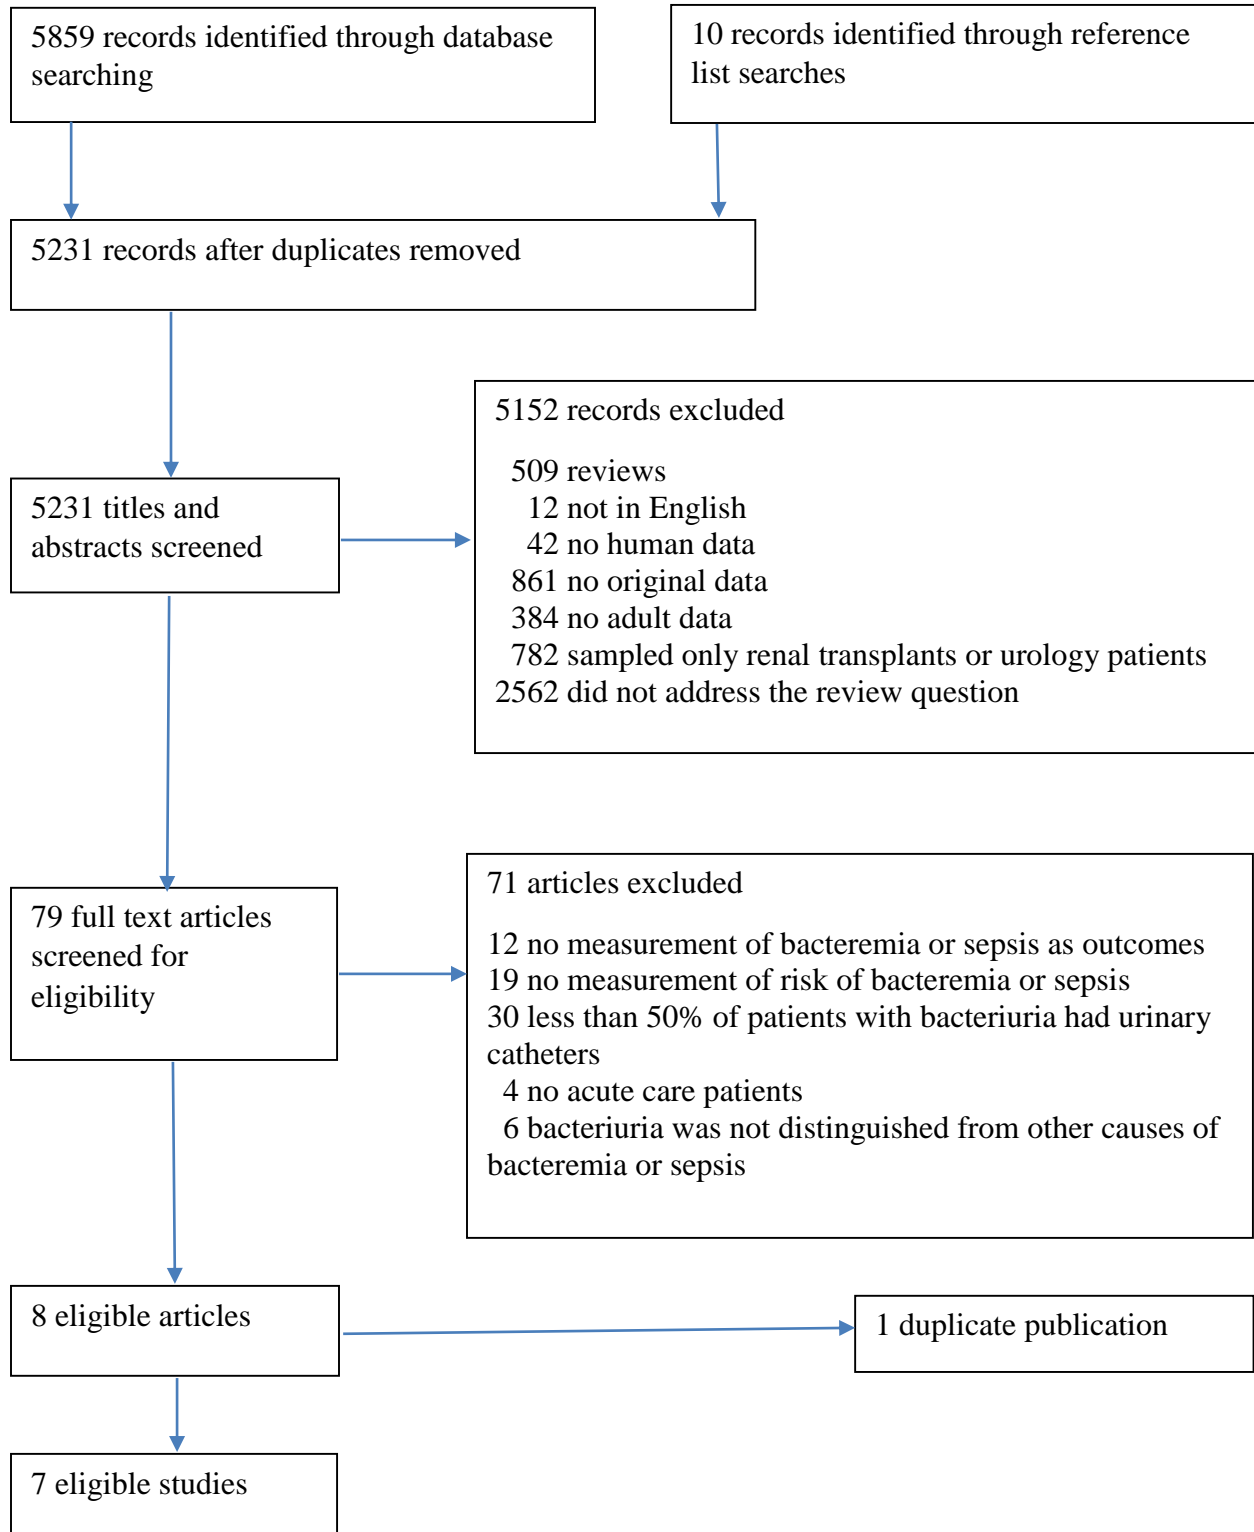 5859 records identified through database
searching
10 records identified through reference
list searches
5231 records after duplicates removed
5152 records excluded
509 reviews
12 not in English
42 no human data
861 no original data
384 no adult data
782 sampled only renal transplants or urology patients
2562 did not address the review question
5231 titles and
abstracts screened
71 articles excluded
12 no measurement of bacteremia or sepsis as outcomes
19 no measurement of risk of bacteremia or sepsis
30 less than 50% of patients with bacteriuria had urinary
catheters
4 no acute care patients
6 bacteriuria was not distinguished from other causes of
bacteremia or sepsis
79 full text articles
screened for
eligibility
8 eligible articles
1 duplicate publication
7 eligible studies